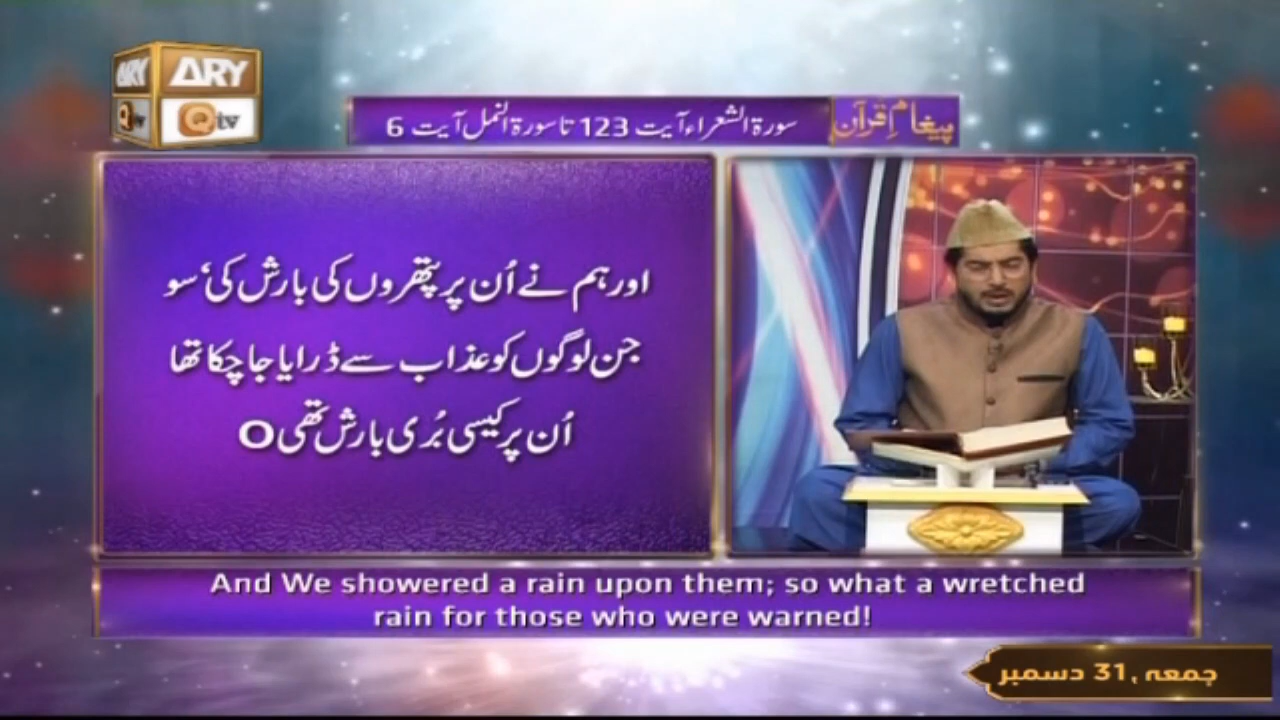 ARY ARY
Q tv Qtv
پیغامِ قرآن
سورۃ الشعراء آیت 123 تا سورۃ النمل آیت 6
اور ہم نے اُن پر پتھروں کی بارش کی‘ سو
جن لوگوں کو عذاب سے ڈرایا جاچکا تھا
اُن پر کیسی بُری بارش تھی O
And We showered a rain upon them; so what a wretched
rain for those who were warned!
جمعہ , 31 دسمبر